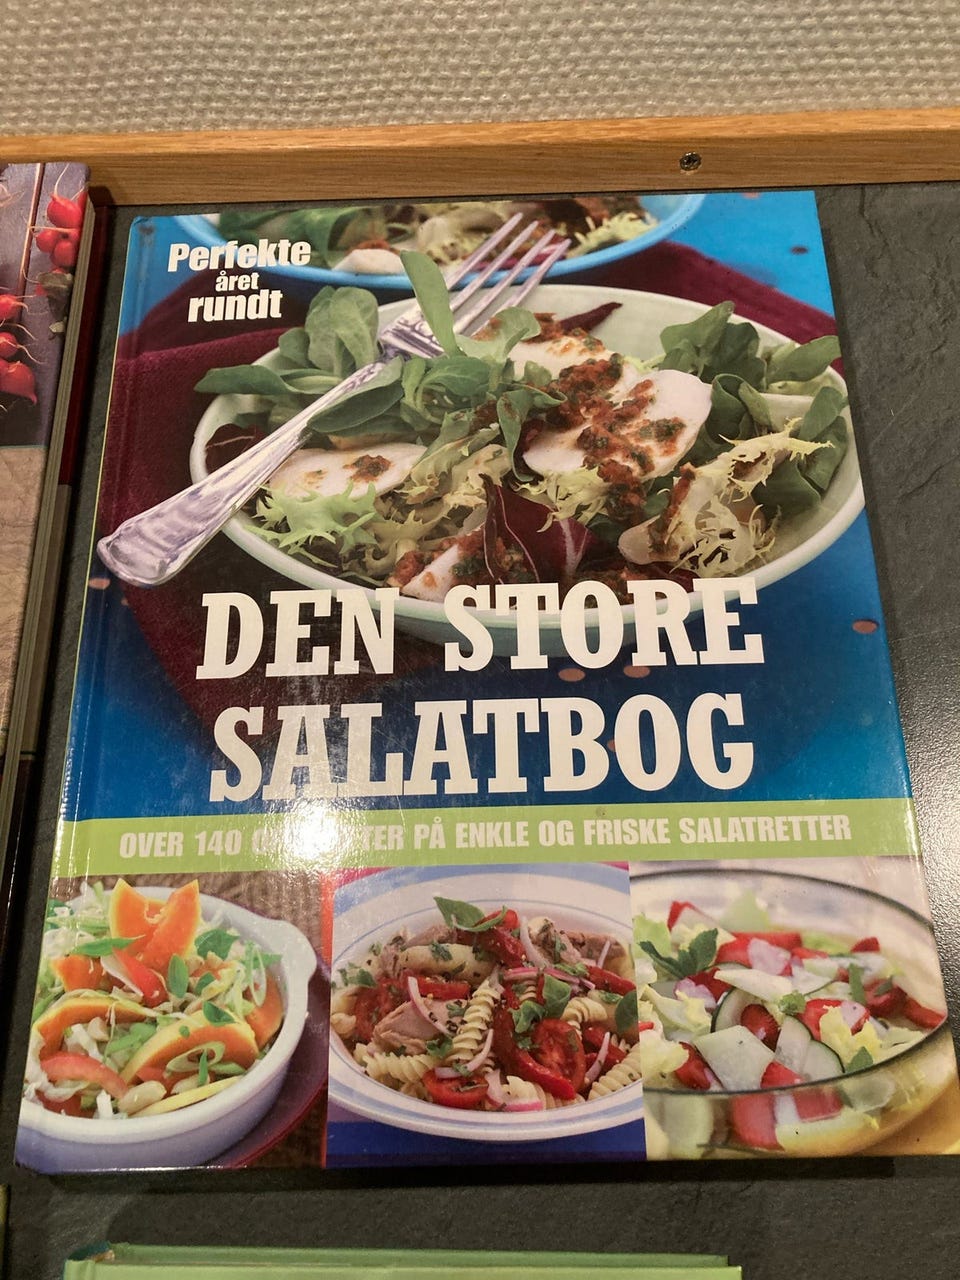 Perfekte
året
rundt
DEN STORE
SALATBOG
OVER 140 PÅ ENKLE OG FRISKE SALATRETTER